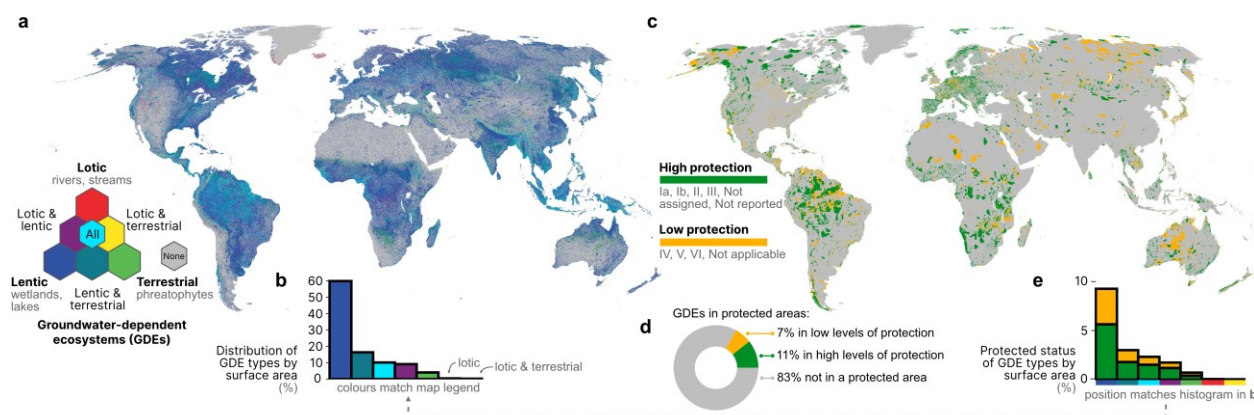 a
Lotic
rivers, streams
Lotic &
lentic
Lotic &
terrestrial
All
None
Lentic
wetlands,
lakes
Lentic &
terrestrial
Terrestrial
phreatophytes
Groundwater-dependent
ecosystems (GDEs)
b
60
50
40
30
20
10
0
Distribution of
GDE types by
surface area
(%)
lotic
lotic & terrestrial
colours match map legend
c
High protection
Ia, Ib, II, III, Not
assigned, Not reported
Low protection
IV, V, VI, Not applicable
d
GDEs in protected areas:
7% in low levels of protection
11% in high levels of protection
83% not in a protected area
e
10
5
0
Protected status
of GDE types by
surface area
(%)
position matches histogram in b